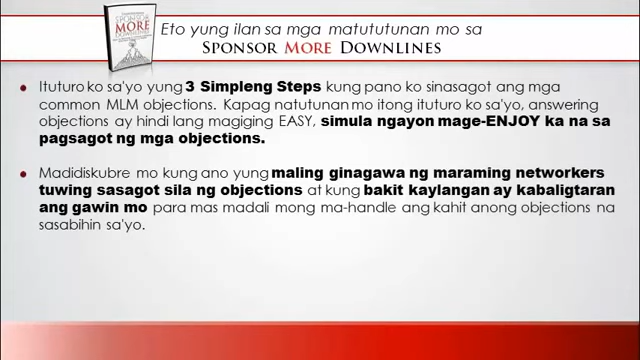 SPONSOR
MORE
DOWNLINES
Eto yung ilan sa mga matututunan mo sa
SPONSOR MORE DOWNLINES
Ituturo ko sa'yo yung 3 Simpleng Steps kung pano ko sinasagot ang mga
common MLM objections. Kapag natutunan mo itong ituturo ko sa'yo, answering
objections ay hindi lang magiging EASY, simula ngayon mage-ENJOY ka na sa
pagsagot ng mga objections.
Madidiskubre mo kung ano yung maling ginagawa ng maraming networkers
tuwing sasagot sila ng objections at kung bakit kaylangan ay kabaligtaran
ang gawin mo para mas madali mong ma-handle ang kahit anong objections na
sasabihin sa'yo.